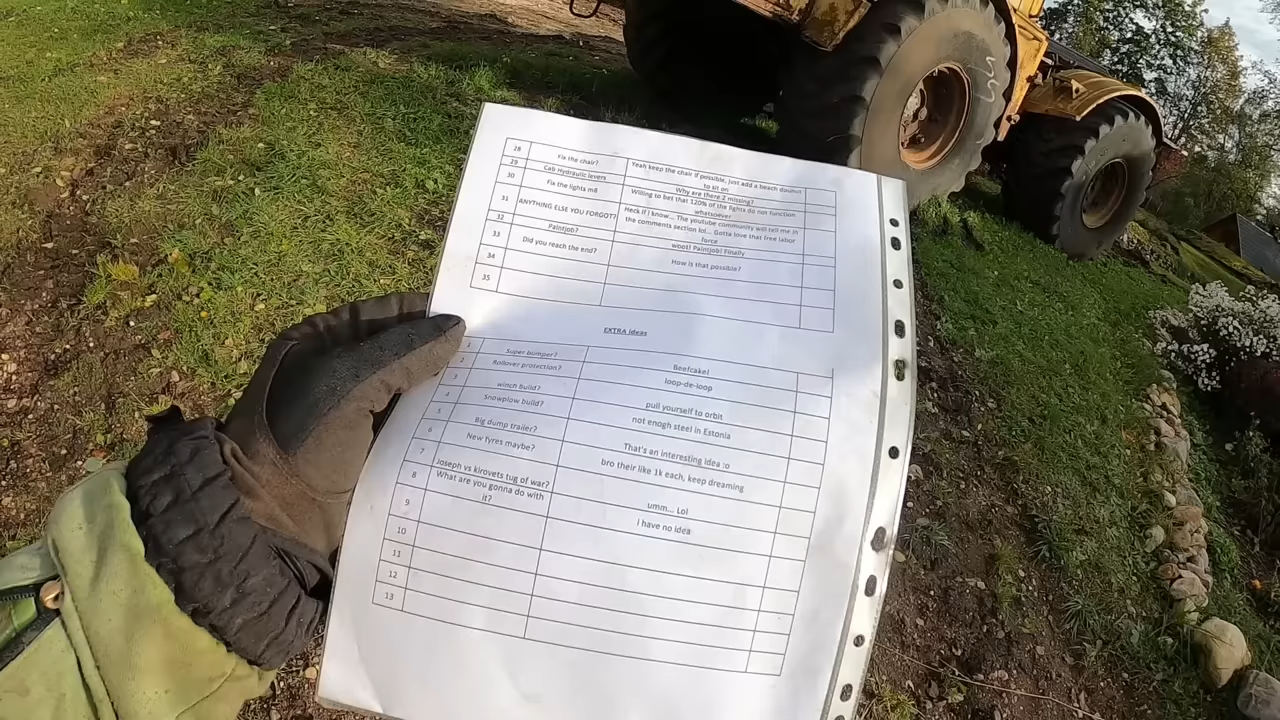 28 Fix the chair? Yeah keep the chair if possible, just add a beach
to sit on
29 Cab Hydraulic levers Why are there 2 missing?
30 Fix the lights m8 Willing to bet that 120% of the lights do not function
whatsoever
31 ANYTHING ELSE YOU FORGOT? Heck if I know... The youtube community will tell me in
the comments section lol... Gotta love that free labor
force
32 Paintjob? woot! Paintjob! Finally
33 Did you reach the end? How is that possible?
34
35
EXTRA ideas
1 Super bumper? Beefcake!
2 Rollover protection? loop-de-loop
3 winch build? pull yourself to orbit
4 Snowplow build? not enogh steel in Estonia
5 Big dump trailer? That's an interesting idea :o
6 New tyres maybe? bro their like 1k each, keep dreaming
7 Joseph vs kirovets tug of war? umm... Lol
8 What are you gonna do with
it? I have no idea
9
10
11
12
13